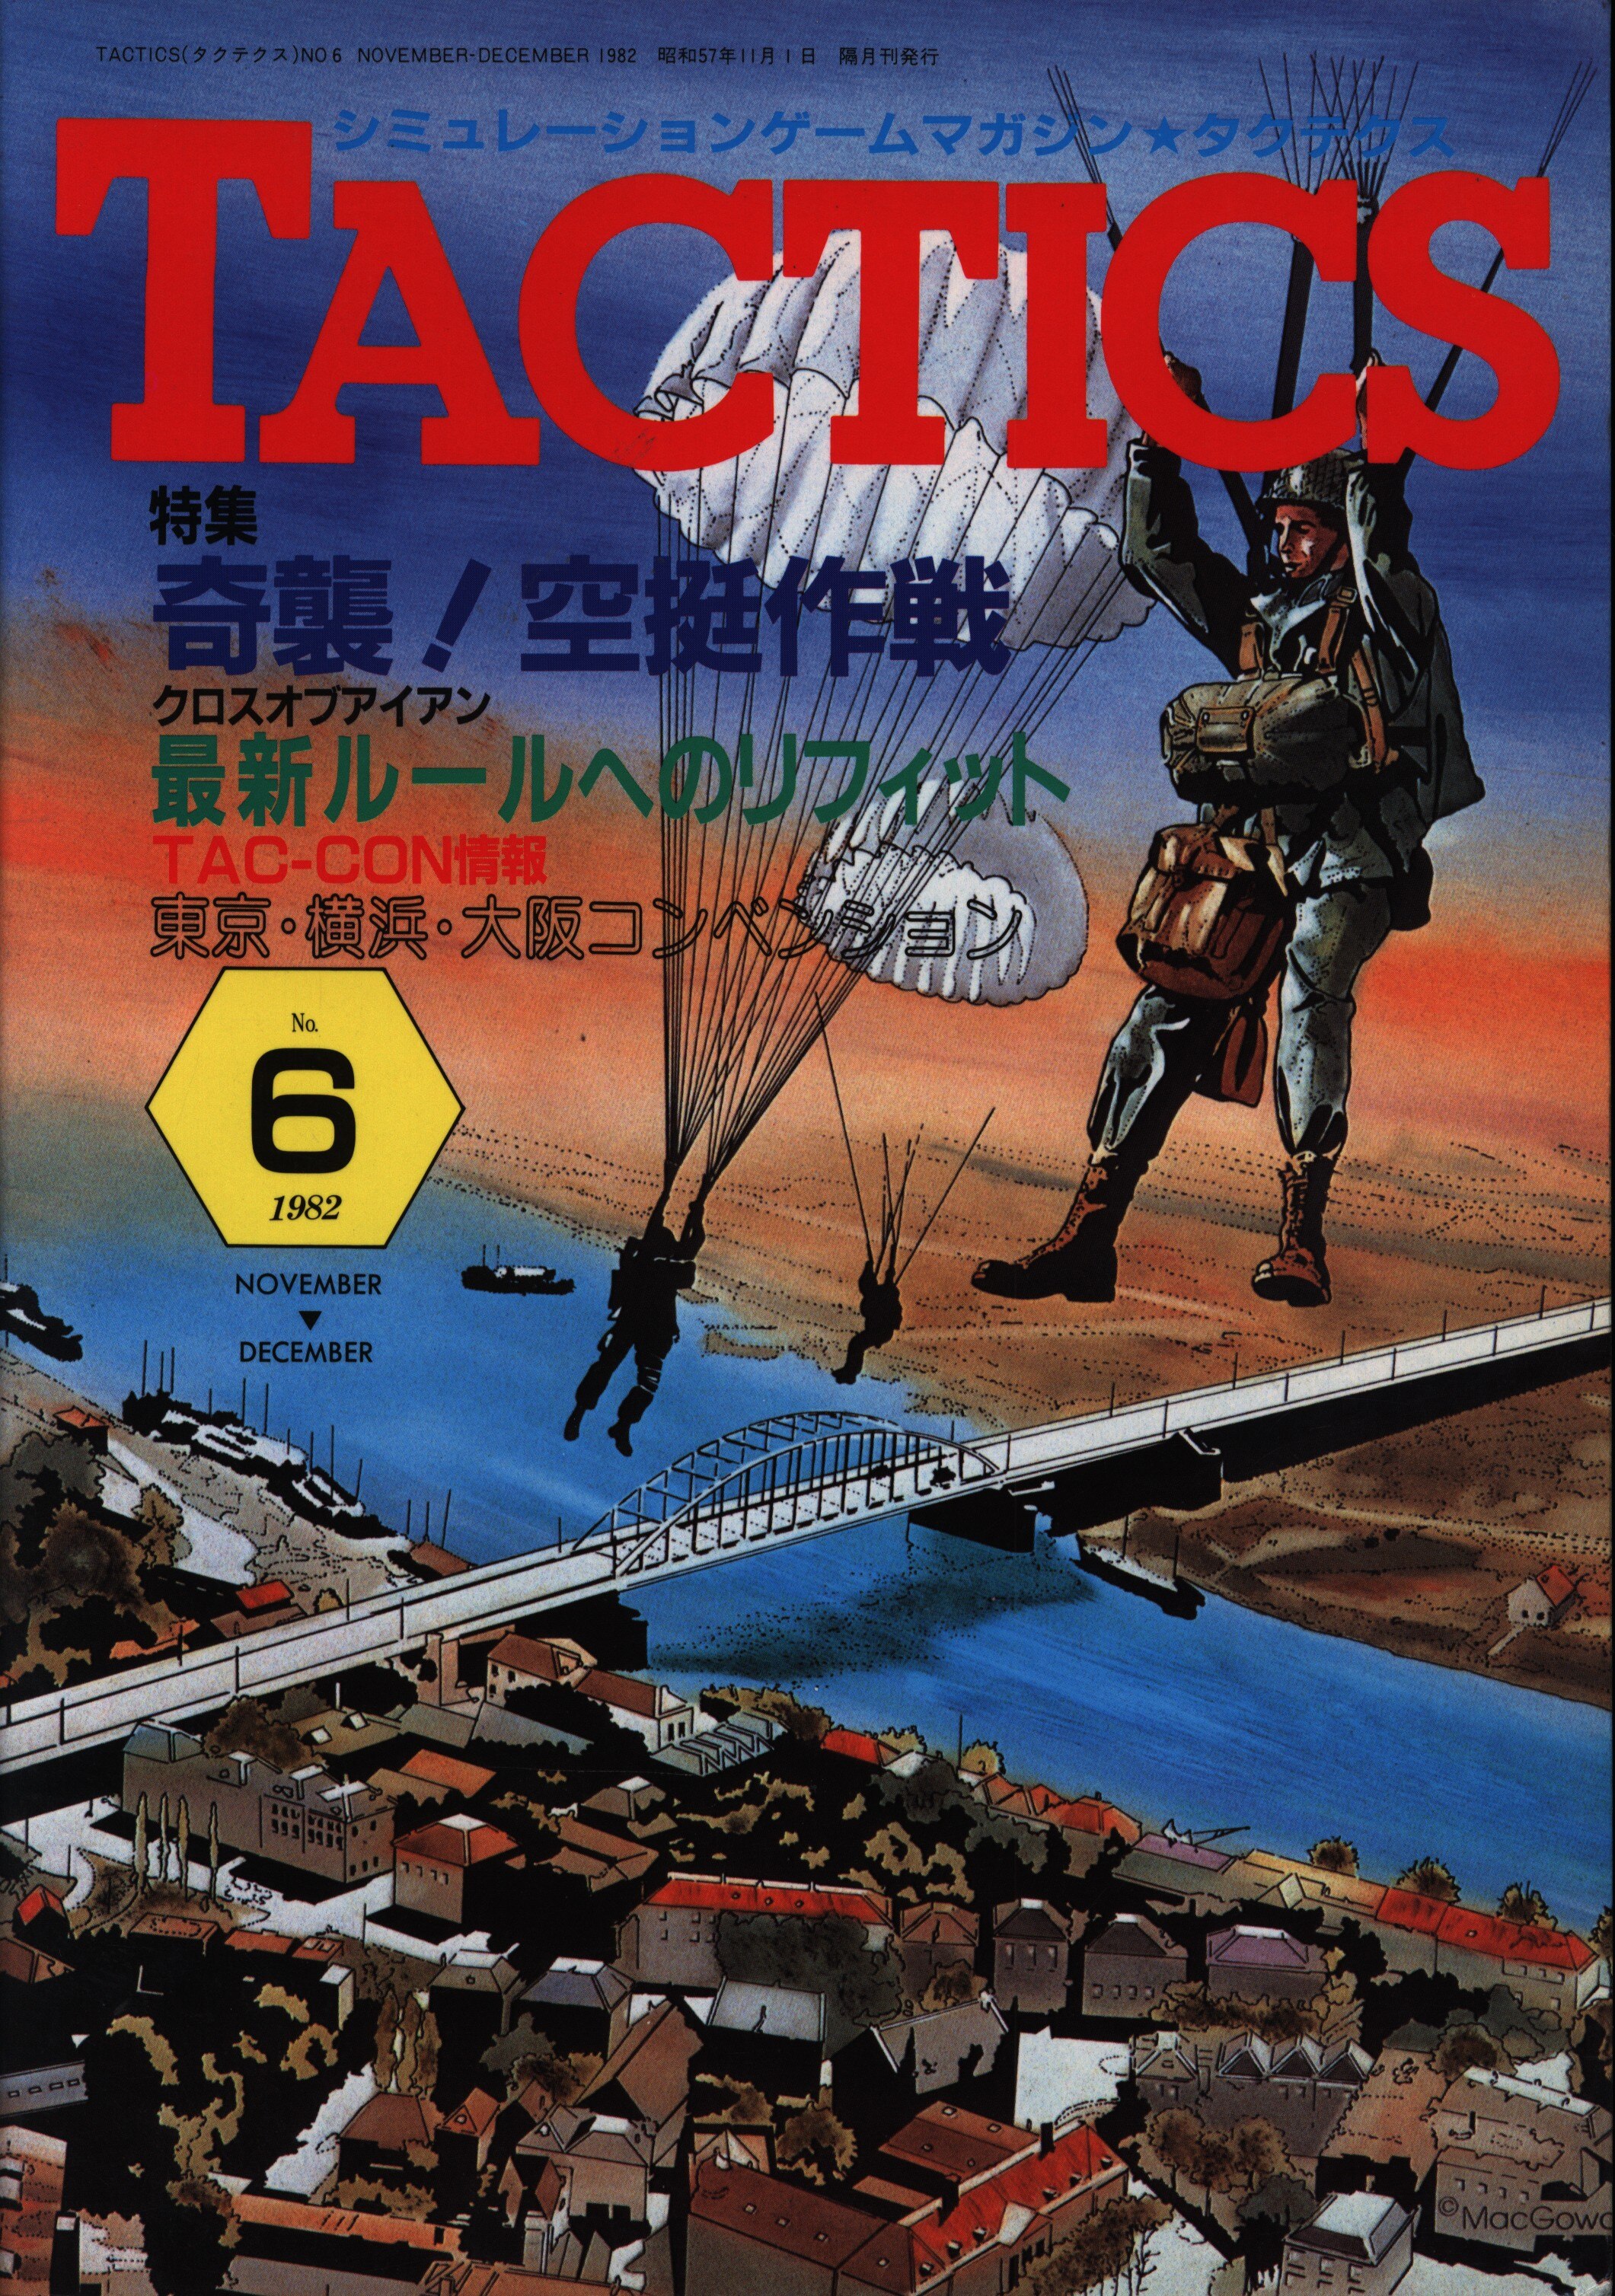 TACTICS(タクテクス)NO6 NOVEMBER-DECEMBER 1982 昭和57年11月1日 隔月刊発行
シミュレーションゲームマガジン★タクテクス
TACTICS
特集
奇襲!空挺作戦
クロスオブアイアン
最新ルールへのリフィット
TAC-CON情報
東京・横浜・大阪コンベンション
No.
6
1982
NOVEMBER
▼
DECEMBER
©MacGowa